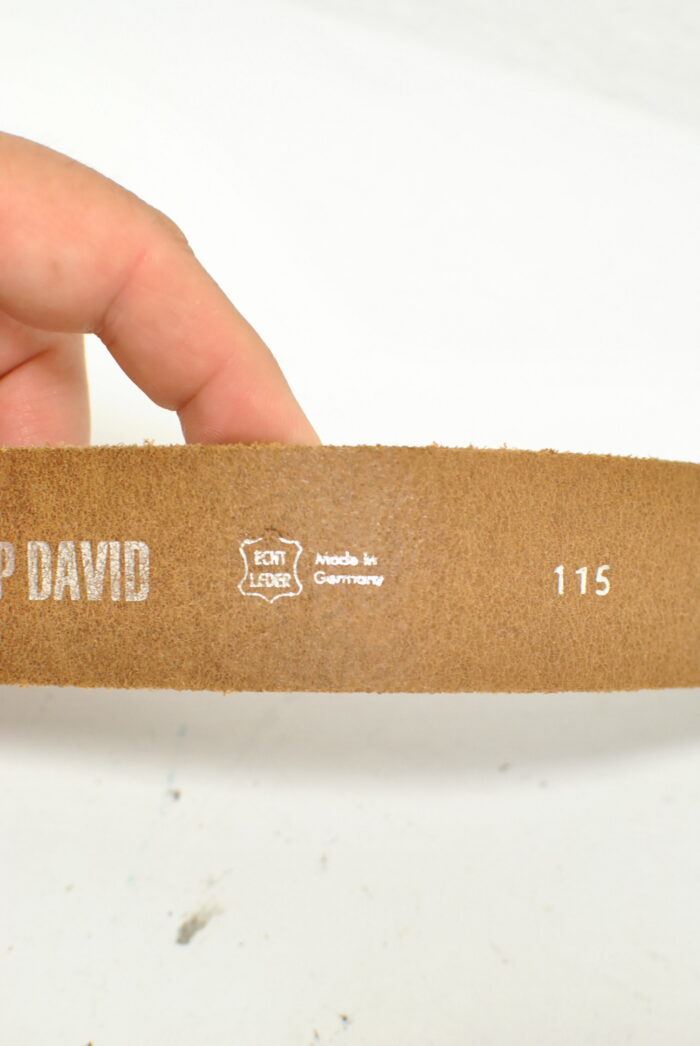 P DAVID
ECHT
LEDER
Made in
Germany
115